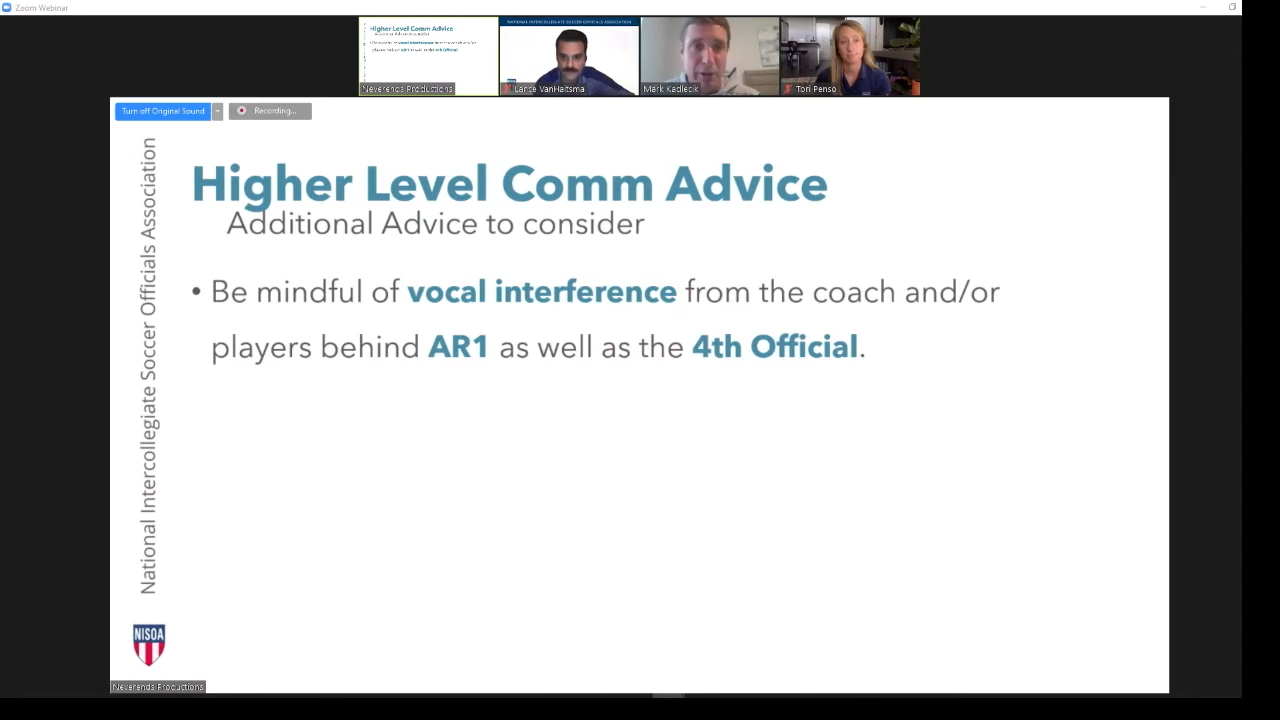 Zoom Webinar
Higher Level Comm Advice
NATIONAL INTERCOLLEGIATE SOCCER OFFICIALS ASSOCIATION
Neverends Productions
Lance VanHaitsma
Mark Kadlecik
Tori Penso
Turn off Original Sound
Recording...
National Intercollegiate Soccer Officials Association
Higher Level Comm Advice
Additional Advice to consider
• Be mindful of vocal interference from the coach and/or
players behind AR1 as well as the 4th Official.
NISOA
Neverends Productions